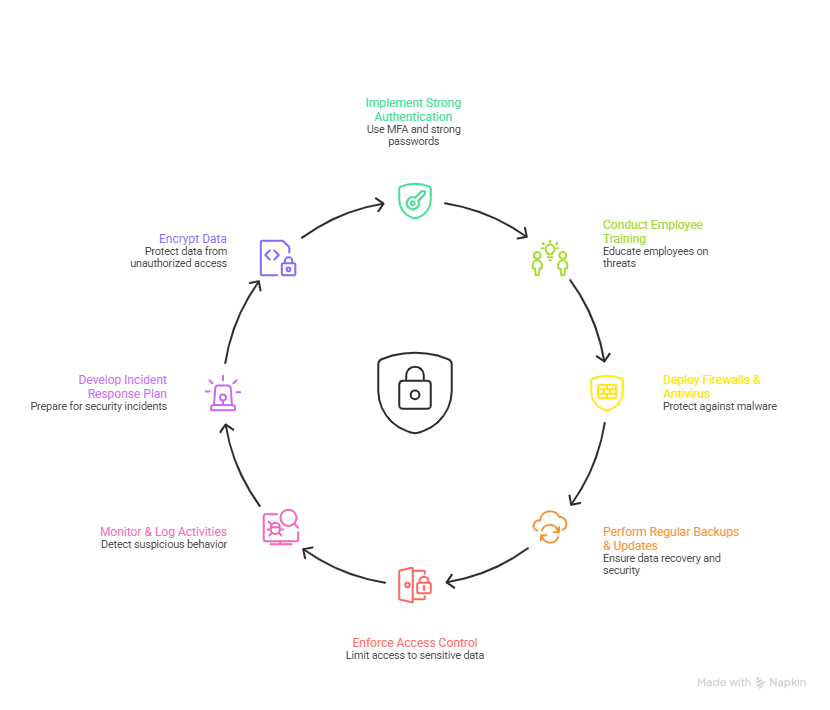 Implement Strong
Authentication
Use MFA and strong
passwords
Conduct Employee
Training
Educate employees on
threats
Deploy Firewalls &
Antivirus
Protect against malware
Perform Regular Backups
& Updates
Ensure data recovery and
security
Enforce Access Control
Limit access to sensitive data
Monitor & Log Activities
Detect suspicious behavior
Develop Incident
Response Plan
Prepare for security incidents
Encrypt Data
Protect data from
unauthorized access
Made with Napkin